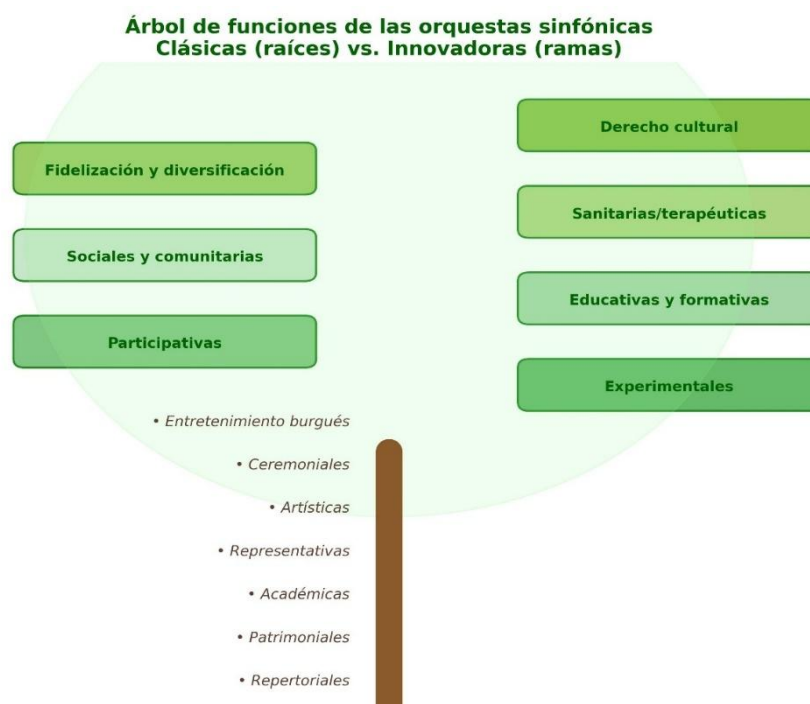 Árbol de funciones de las orquestas sinfónicas
Clásicas (raíces) vs. Innovadoras (ramas)
Fidelización y diversificación
Sociales y comunitarias
Participativas
Derecho cultural
Sanitarias/terapéuticas
Educativas y formativas
Experimentales
• Entretenimiento burgués
• Ceremoniales
• Artísticas
• Representativas
• Académicas
• Patrimoniales
• Repertoriales